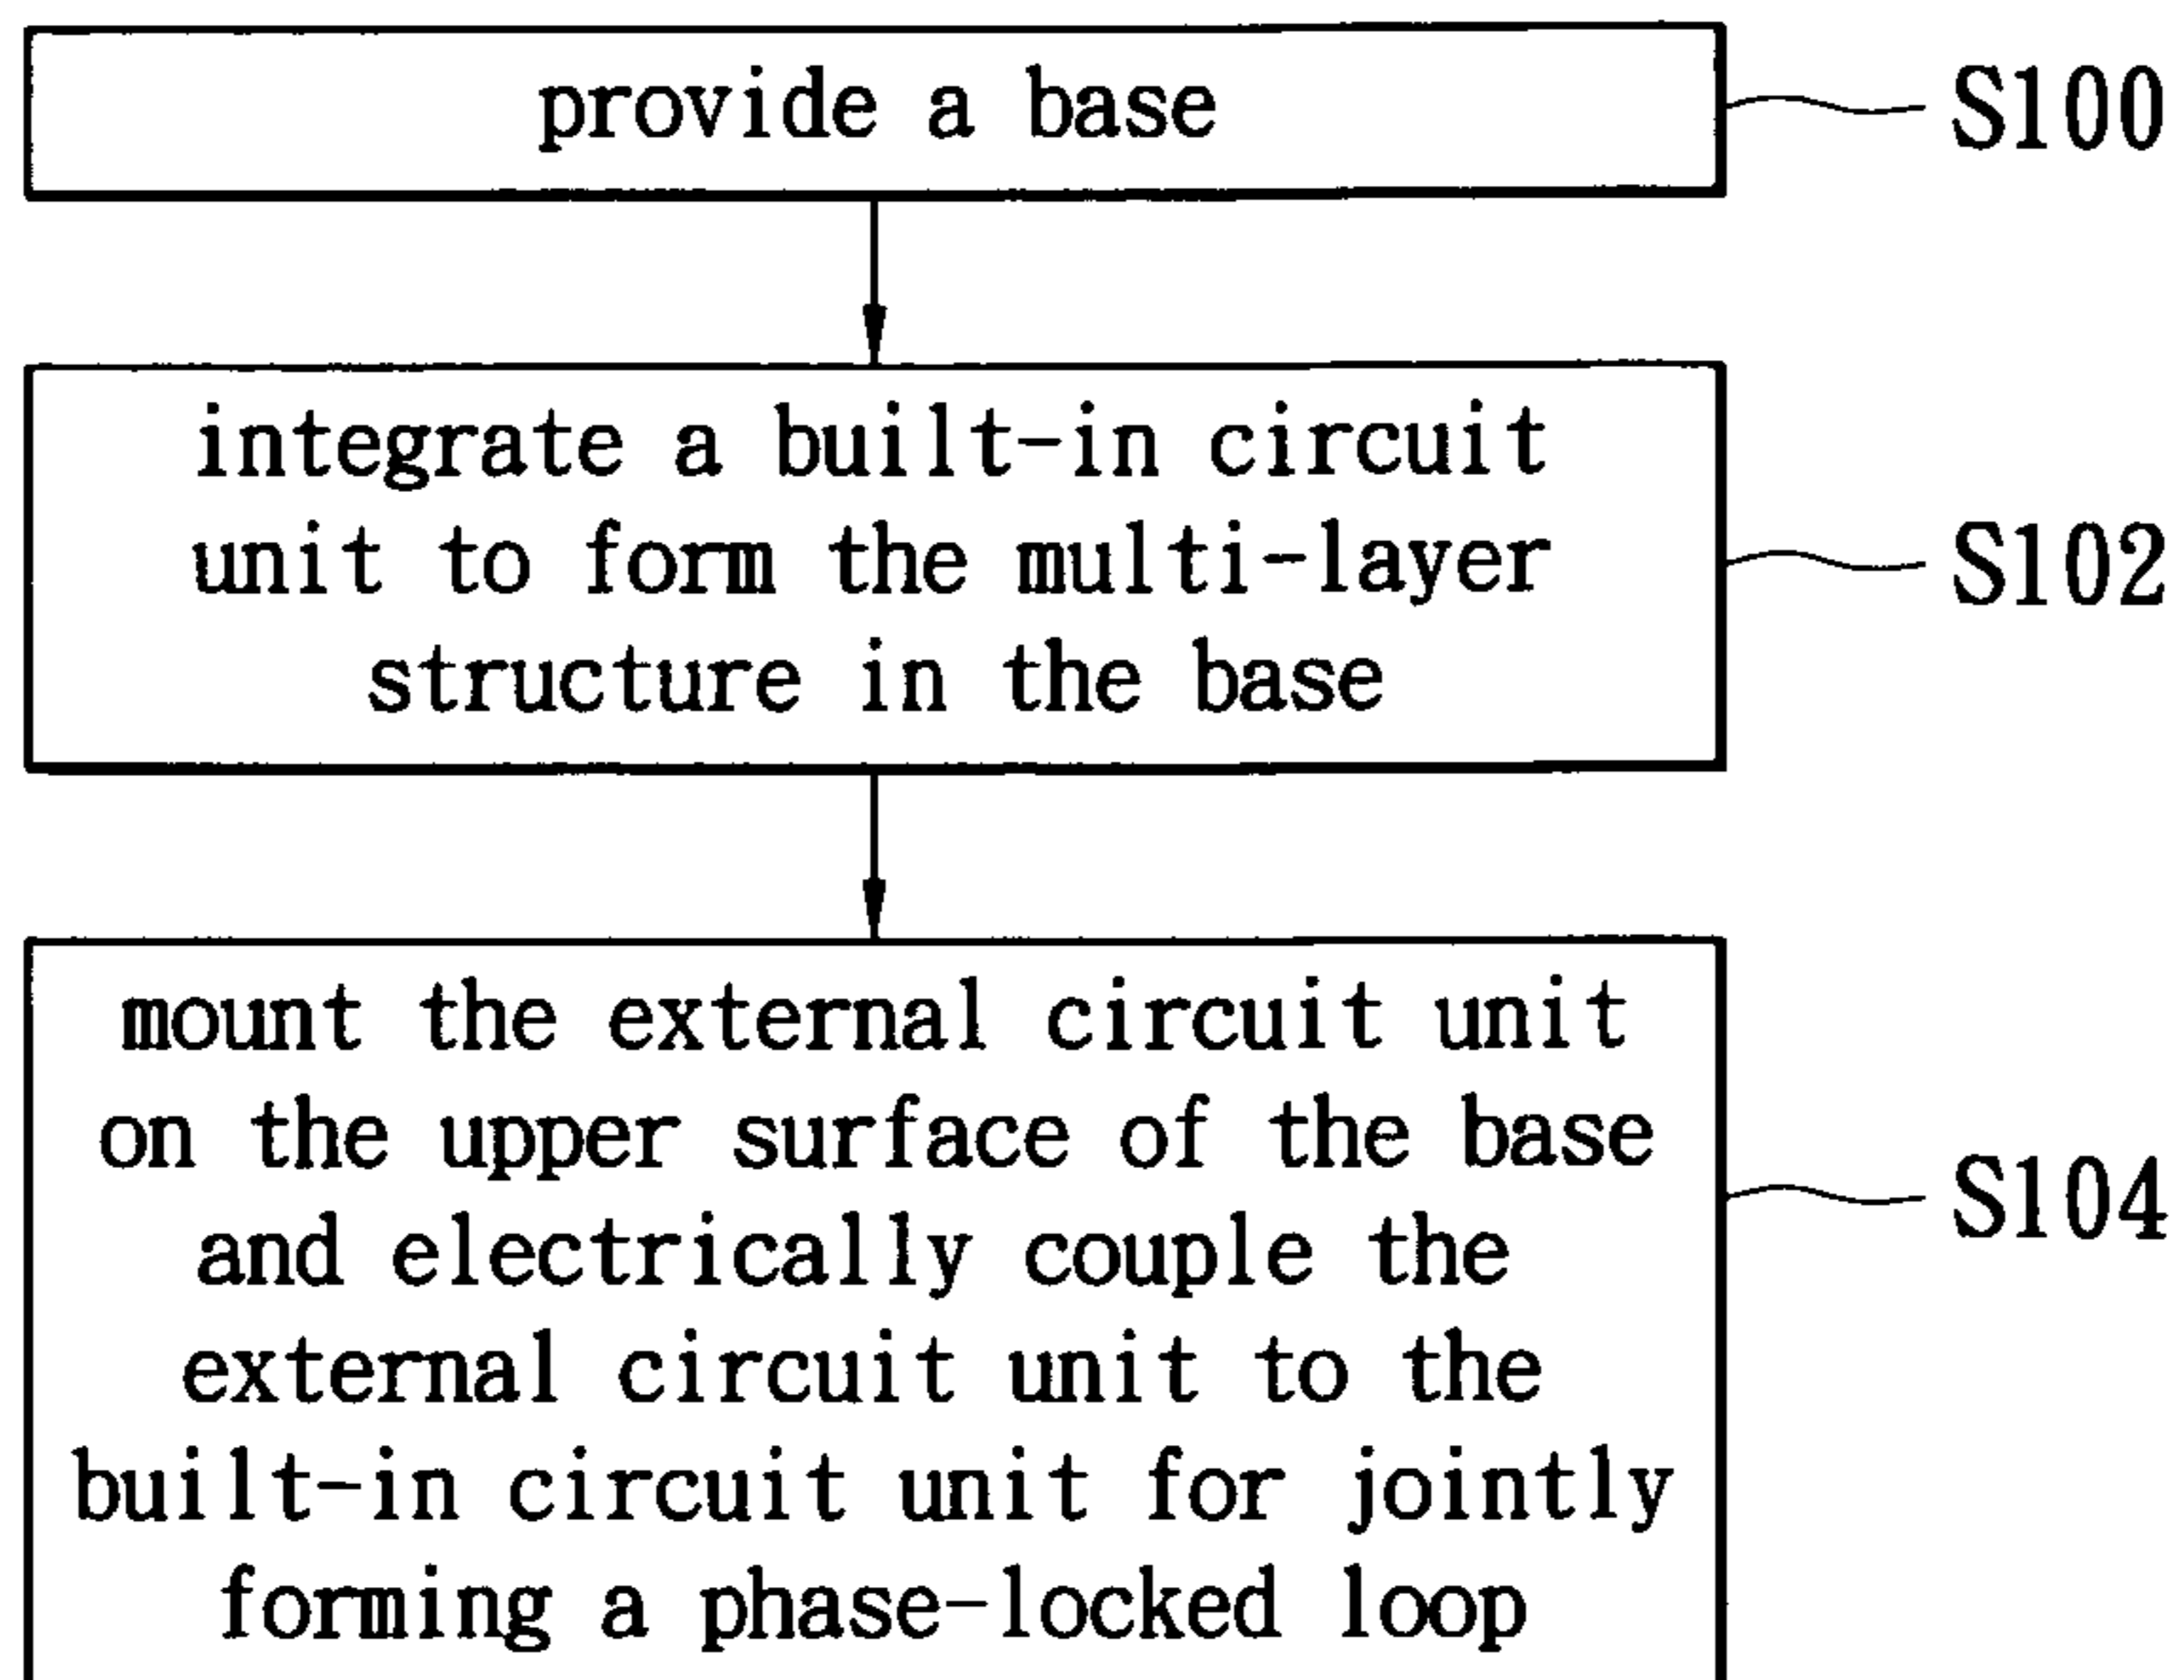 provide a base
S100
integrate a built-in circuit
unit to form the multi-layer
structure in the base
S102
mount the external circuit unit
on the upper surface of the base
and electrically couple the
external circuit unit to the
built-in circuit unit for jointly
forming a phase-locked loop
S104